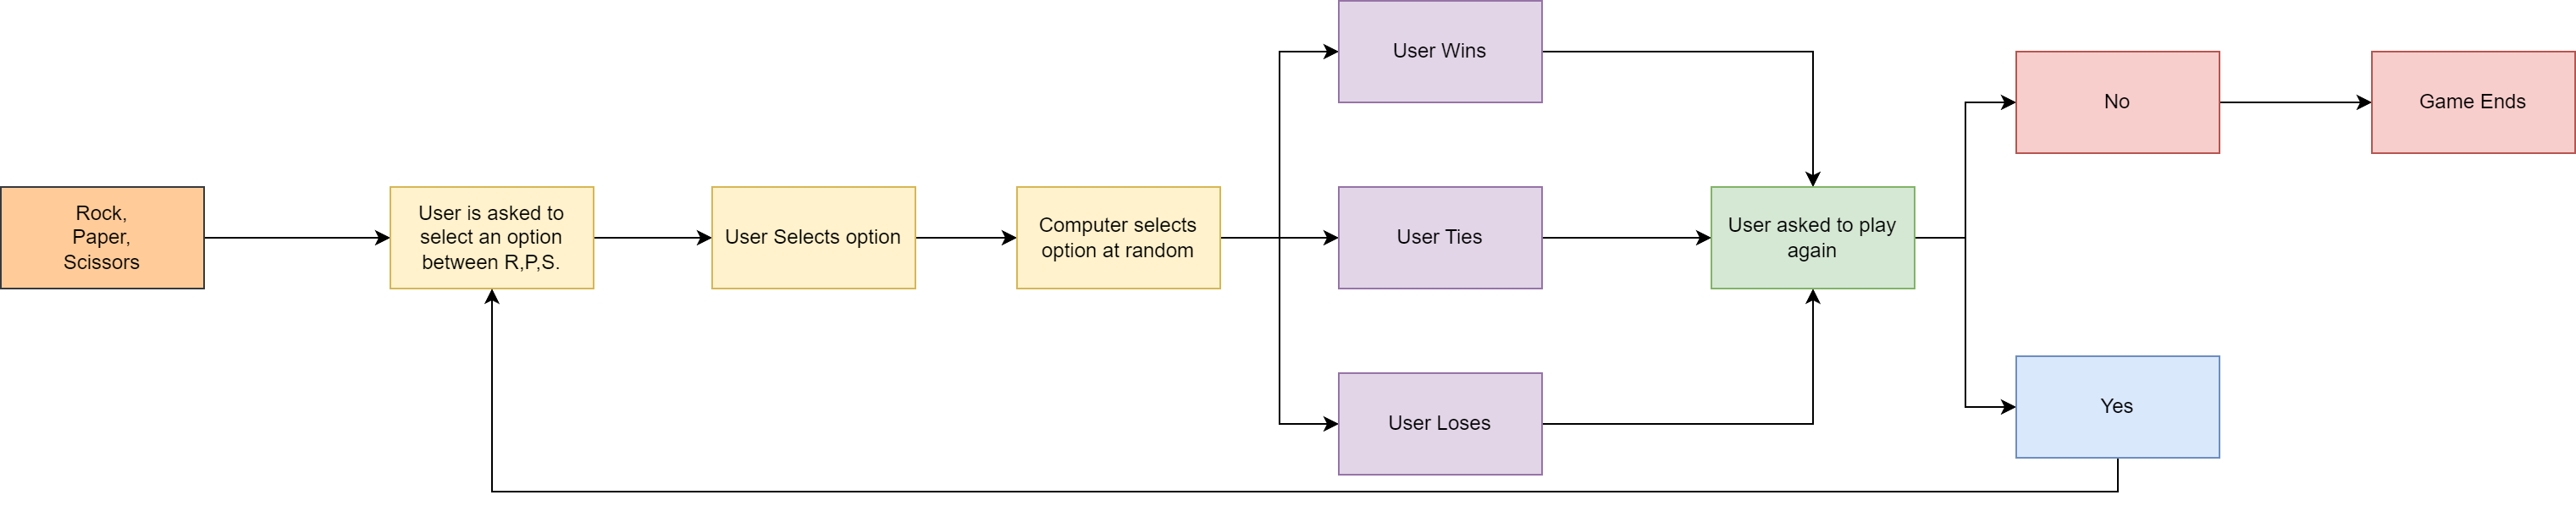 Rock,
Paper,
Scissors
User is asked to
select an option
between R,P,S.
User Selects option
Computer selects
option at random
User Wins
User Ties
User Loses
User asked to play
again
No
Game Ends
Yes